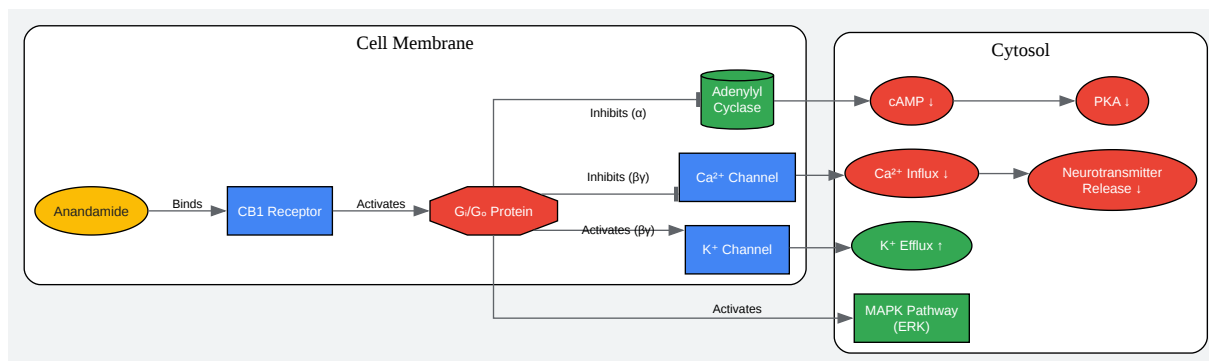 Cell Membrane
Cytosol
Adenylyl
Cyclase
cAMP ↓
PKA ↓
Inhibits (α)
Inhibits (βγ)
Ca²⁺ Channel
Ca²⁺ Influx ↓
Neurotransmitter
Release ↓
Anandamide
Binds
CB1 Receptor
Activates
Gᵢ/Gₒ Protein
Activates (βγ)
K⁺ Channel
K⁺ Efflux ↑
Activates
MAPK Pathway
(ERK)